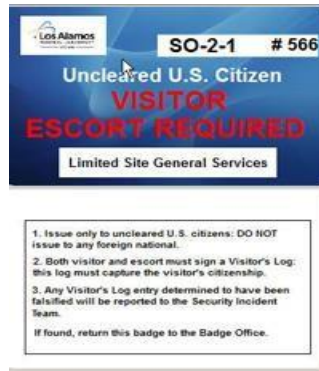 Los Alamos
SO-2-1 # 566
Uncleared U.S. Citizen
VISITOR
ESCORT REQUIRED
Limited Site General Services
1. Issue only to uncleared U.S. citizens: DO NOT
issue to any foreign national.
2. Both visitor and escort must sign a Visitor's Log:
this log must capture the visitor's citizenship.
3. Any Visitor's Log entry determined to have been
falsified will be reported to the Security Incident
Team.
If found, return this badge to the Badge Office.